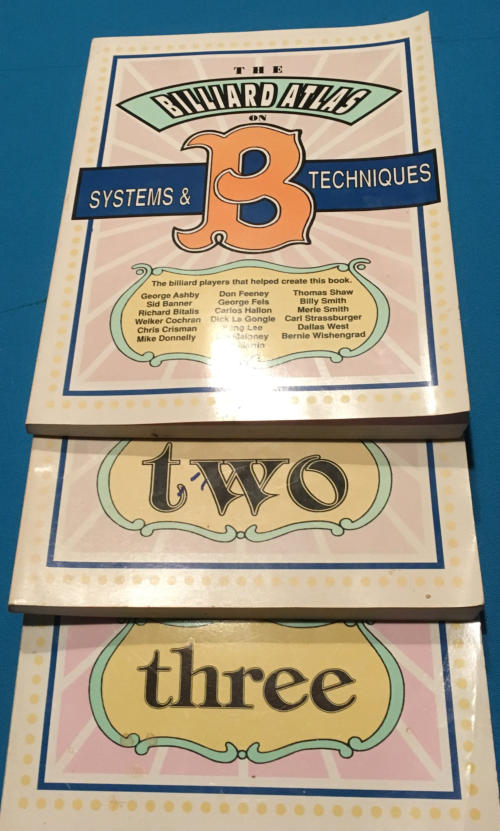 THE
BILLIARD ATLAS
ON
B
SYSTEMS & TECHNIQUES
The billiard players that helped create this book.
George Ashby Don Feeney Thomas Shaw
Sid Banner George Fels Billy Smith
Richard Bitalis Carlos Hallon Merle Smith
Welker Cochran Dick La Gongle Carl Strassburger
Chris Crisman Lee Dallas West
Mike Donnelly Bernie Wishengrad
two
three